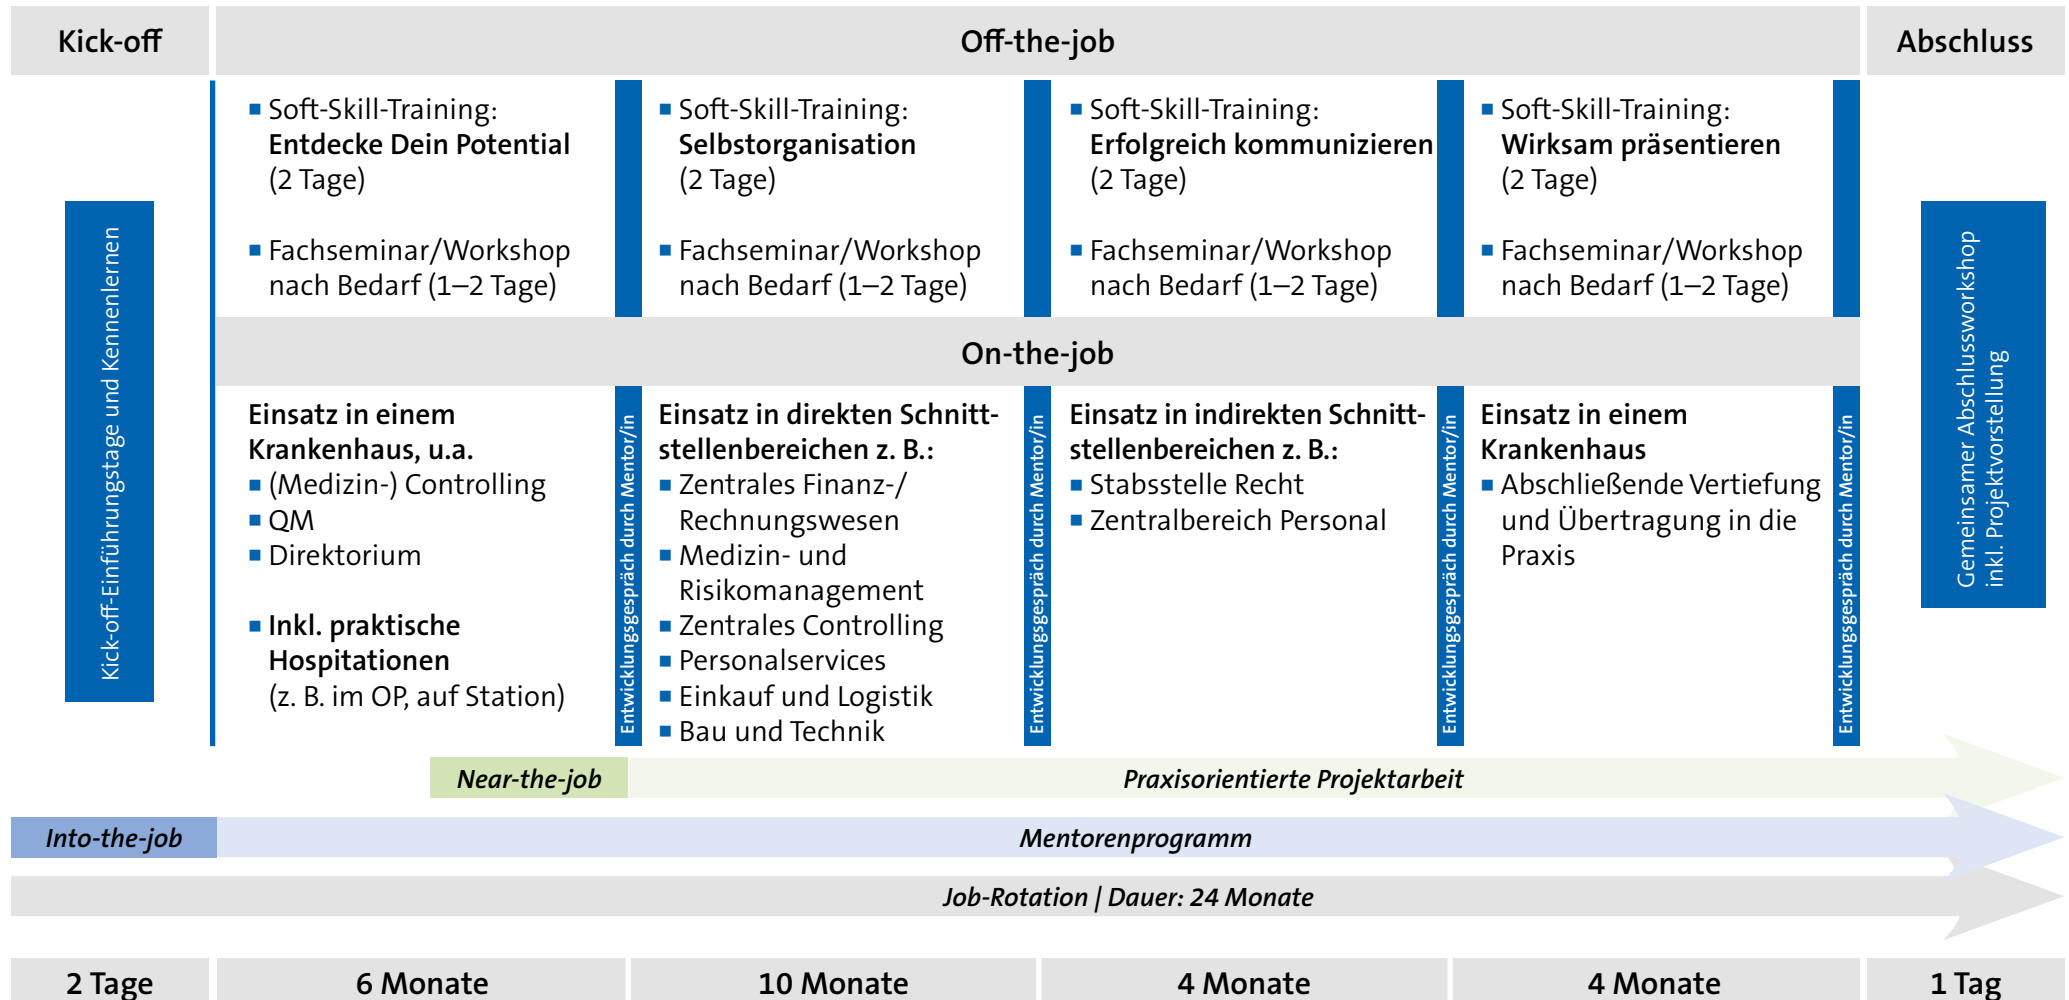 Kick-off
Off-the-job
Abschluss
Kick-off-Einführungstage und Kennenlernen
Soft-Skill-Training:
Entdecke Dein Potential
(2 Tage)
Fachseminar/Workshop
nach Bedarf (1–2 Tage)
Soft-Skill-Training:
Selbstorganisation
(2 Tage)
Fachseminar/Workshop
nach Bedarf (1–2 Tage)
Soft-Skill-Training:
Erfolgreich kommunizieren
(2 Tage)
Fachseminar/Workshop
nach Bedarf (1–2 Tage)
Soft-Skill-Training:
Wirksam präsentieren
(2 Tage)
Fachseminar/Workshop
nach Bedarf (1–2 Tage)
On-the-job
Einsatz in einem
Krankenhaus, u.a.
(Medizin-) Controlling
QM
Direktorium
Inkl. praktische
Hospitationen
(z. B. im OP, auf Station)
Entwicklungsgespräch durch Mentor/in
Einsatz in direkten Schnitt-
stellenbereichen z. B.:
Zentrales Finanz-/
Rechnungswesen
Medizin- und
Risikomanagement
Zentrales Controlling
Personalservices
Einkauf und Logistik
Bau und Technik
Entwicklungsgespräch durch Mentor/in
Einsatz in indirekten Schnitt-
stellenbereichen z. B.:
Stabsstelle Recht
Zentralbereich Personal
Entwicklungsgespräch durch Mentor/in
Einsatz in einem
Krankenhaus
Abschließende Vertiefung
und Übertragung in die
Praxis
Entwicklungsgespräch durch Mentor/in
Gemeinsamer Abschlussworkshop
inkl. Projektvorstellung
Near-the-job
Praxisorientierte Projektarbeit
Into-the-job
Mentorenprogramm
Job-Rotation | Dauer: 24 Monate
2 Tage
6 Monate
10 Monate
4 Monate
4 Monate
1 Tag